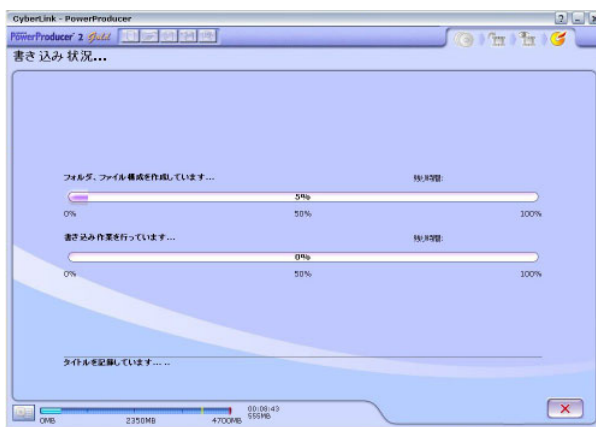 CyberLink - PowerProducer
PowerProducer 2 Gold
書き込み状況...
フォルダ、ファイル構成を作成しています... 残り時間:
5%
0% 50% 100%
書き込み作業を行っています... 残り時間:
0%
0% 50% 100%
タイトルを記録しています... ..
00:08:43
555MB
0MB 2350MB 4700MB